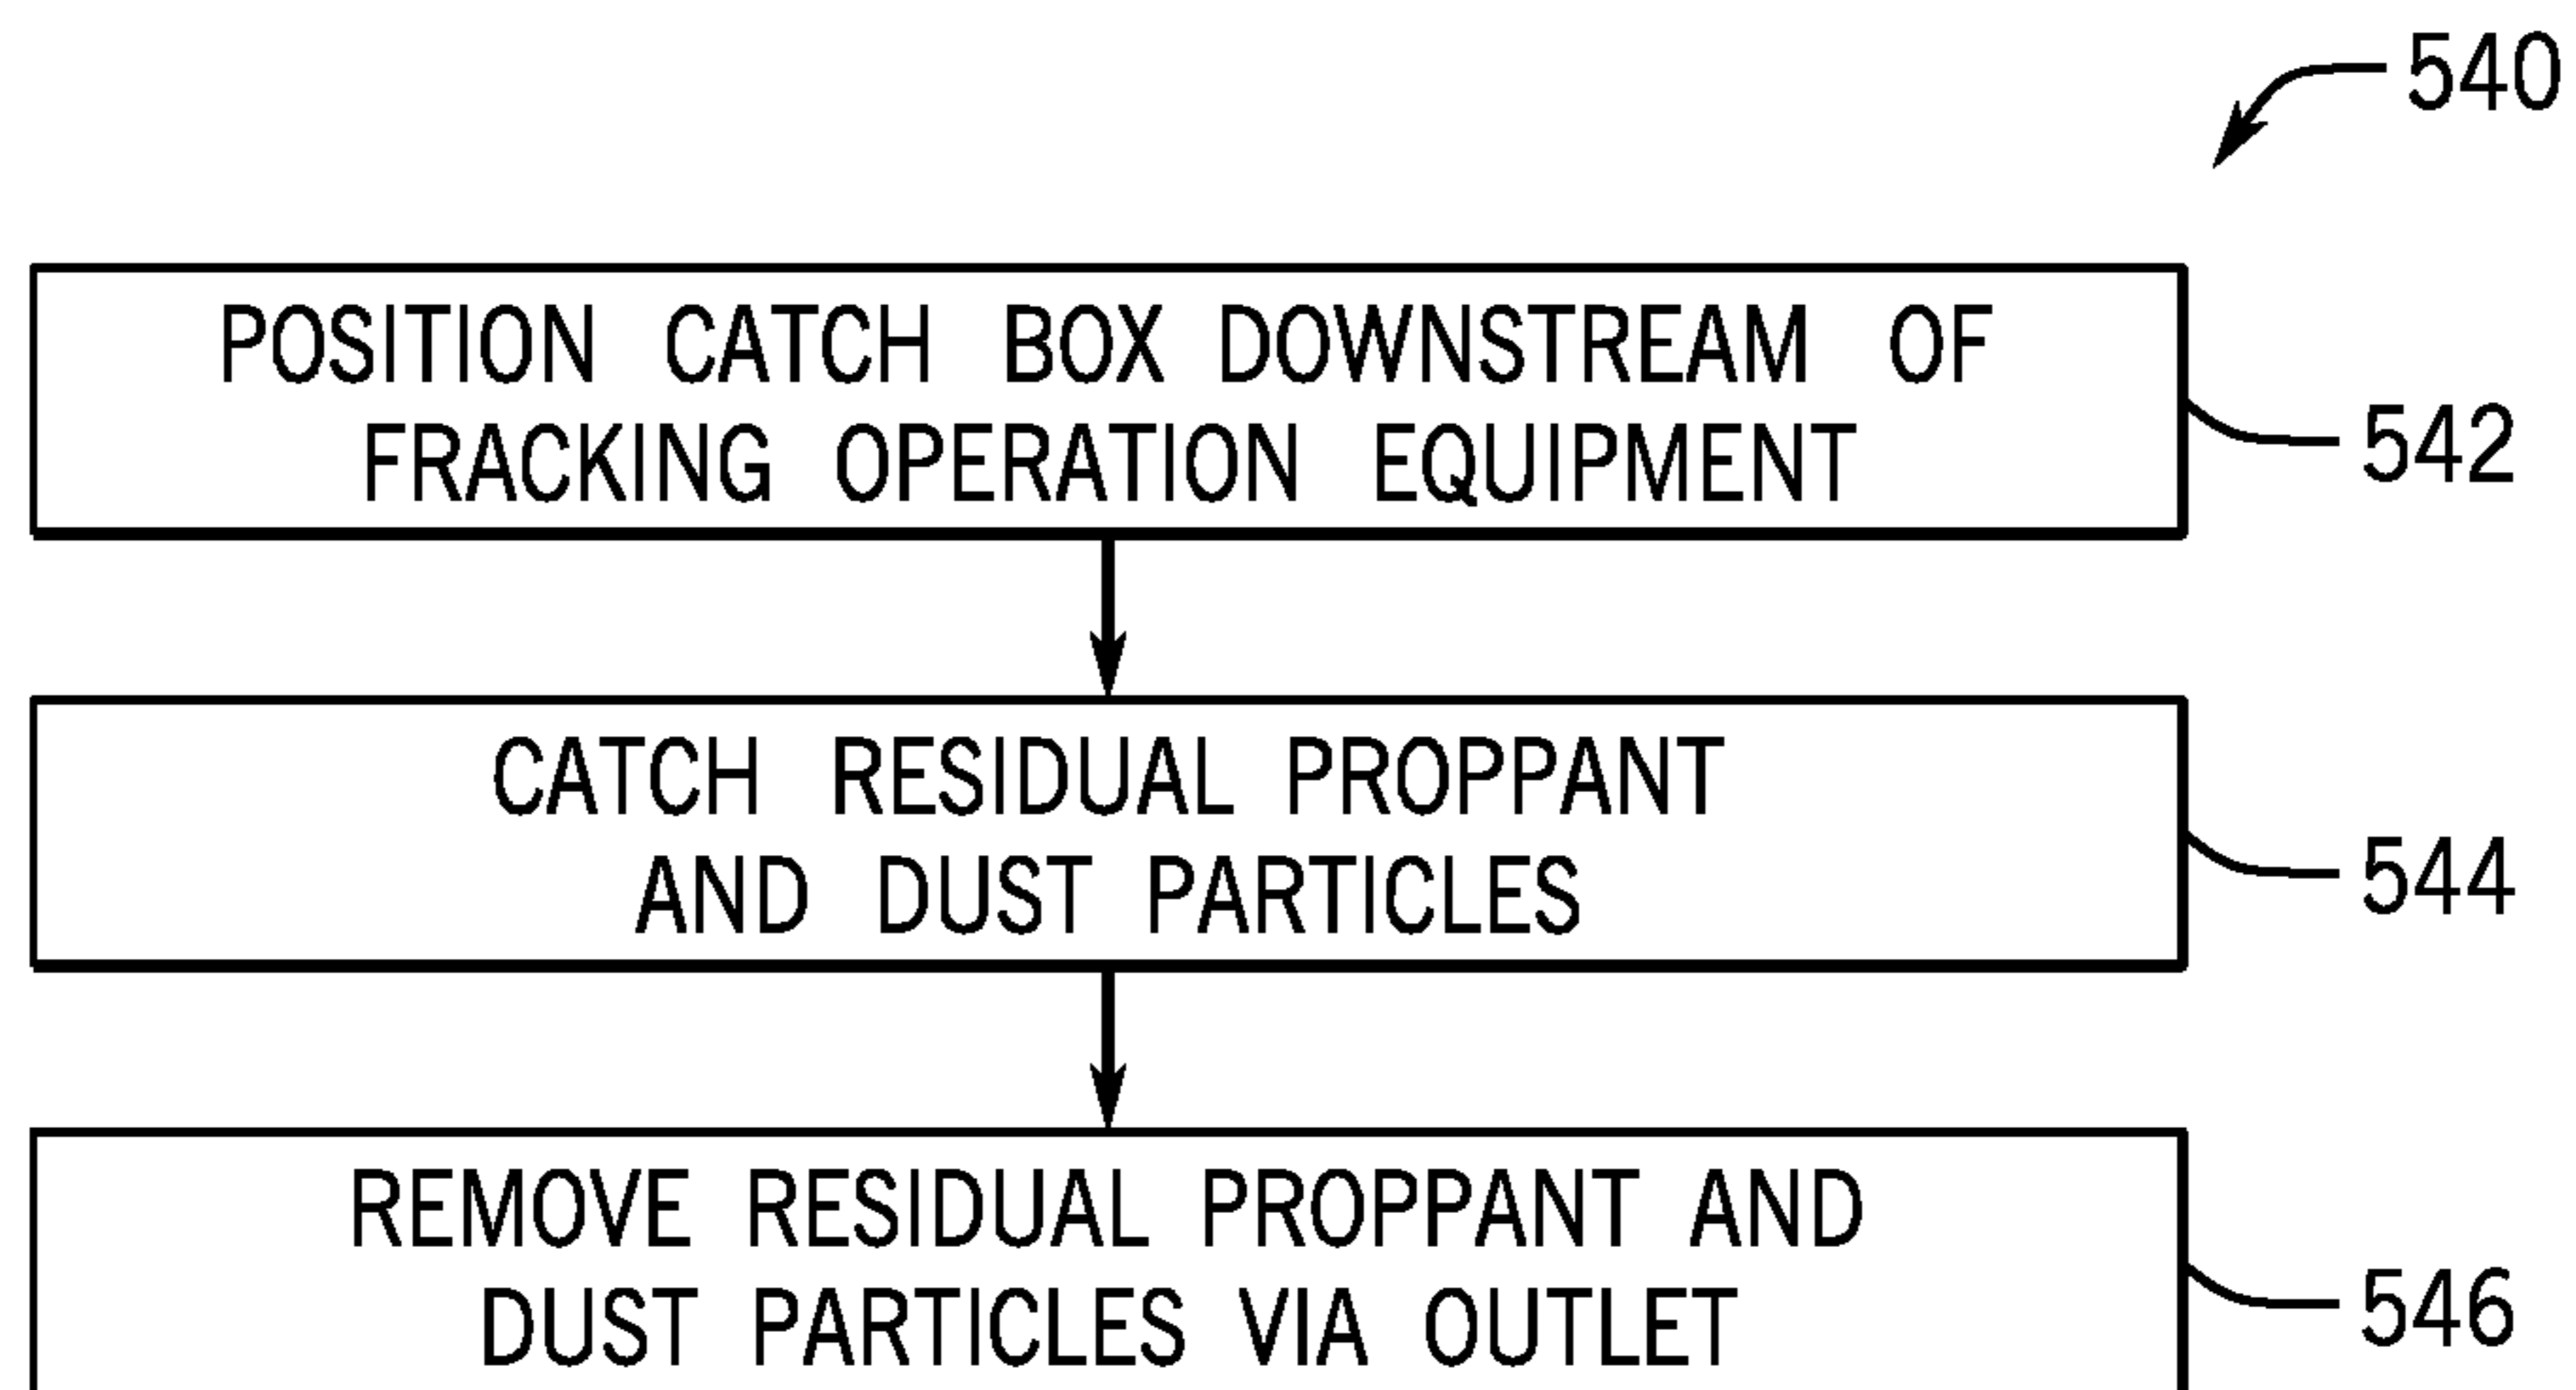 540
POSITION CATCH BOX DOWNSTREAM OF
FRACKING OPERATION EQUIPMENT
542
CATCH RESIDUAL PROPPANT
AND DUST PARTICLES
544
REMOVE RESIDUAL PROPPANT AND
DUST PARTICLES VIA OUTLET
546